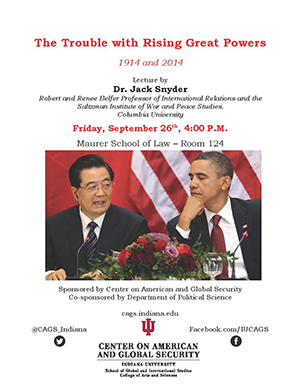 The Trouble with Rising Great Powers
1914 and 2014
Lecture by
Dr. Jack Snyder
Robert and Renee Belfer Professor of International Relations and the
Saltzman Institute of War and Peace Studies,
Columbia University
Friday, September 26th, 4:00 P.M.
Maurer School of Law – Room 124
Sponsored by Center on American and Global Security
Co-sponsored by Department of Political Science
cags.indiana.edu
@CAGS_Indiana
Facebook.com/IUCAGS
CENTER ON AMERICAN
AND GLOBAL SECURITY
INDIANA UNIVERSITY
School of Global and International Studies
College of Arts and Sciences